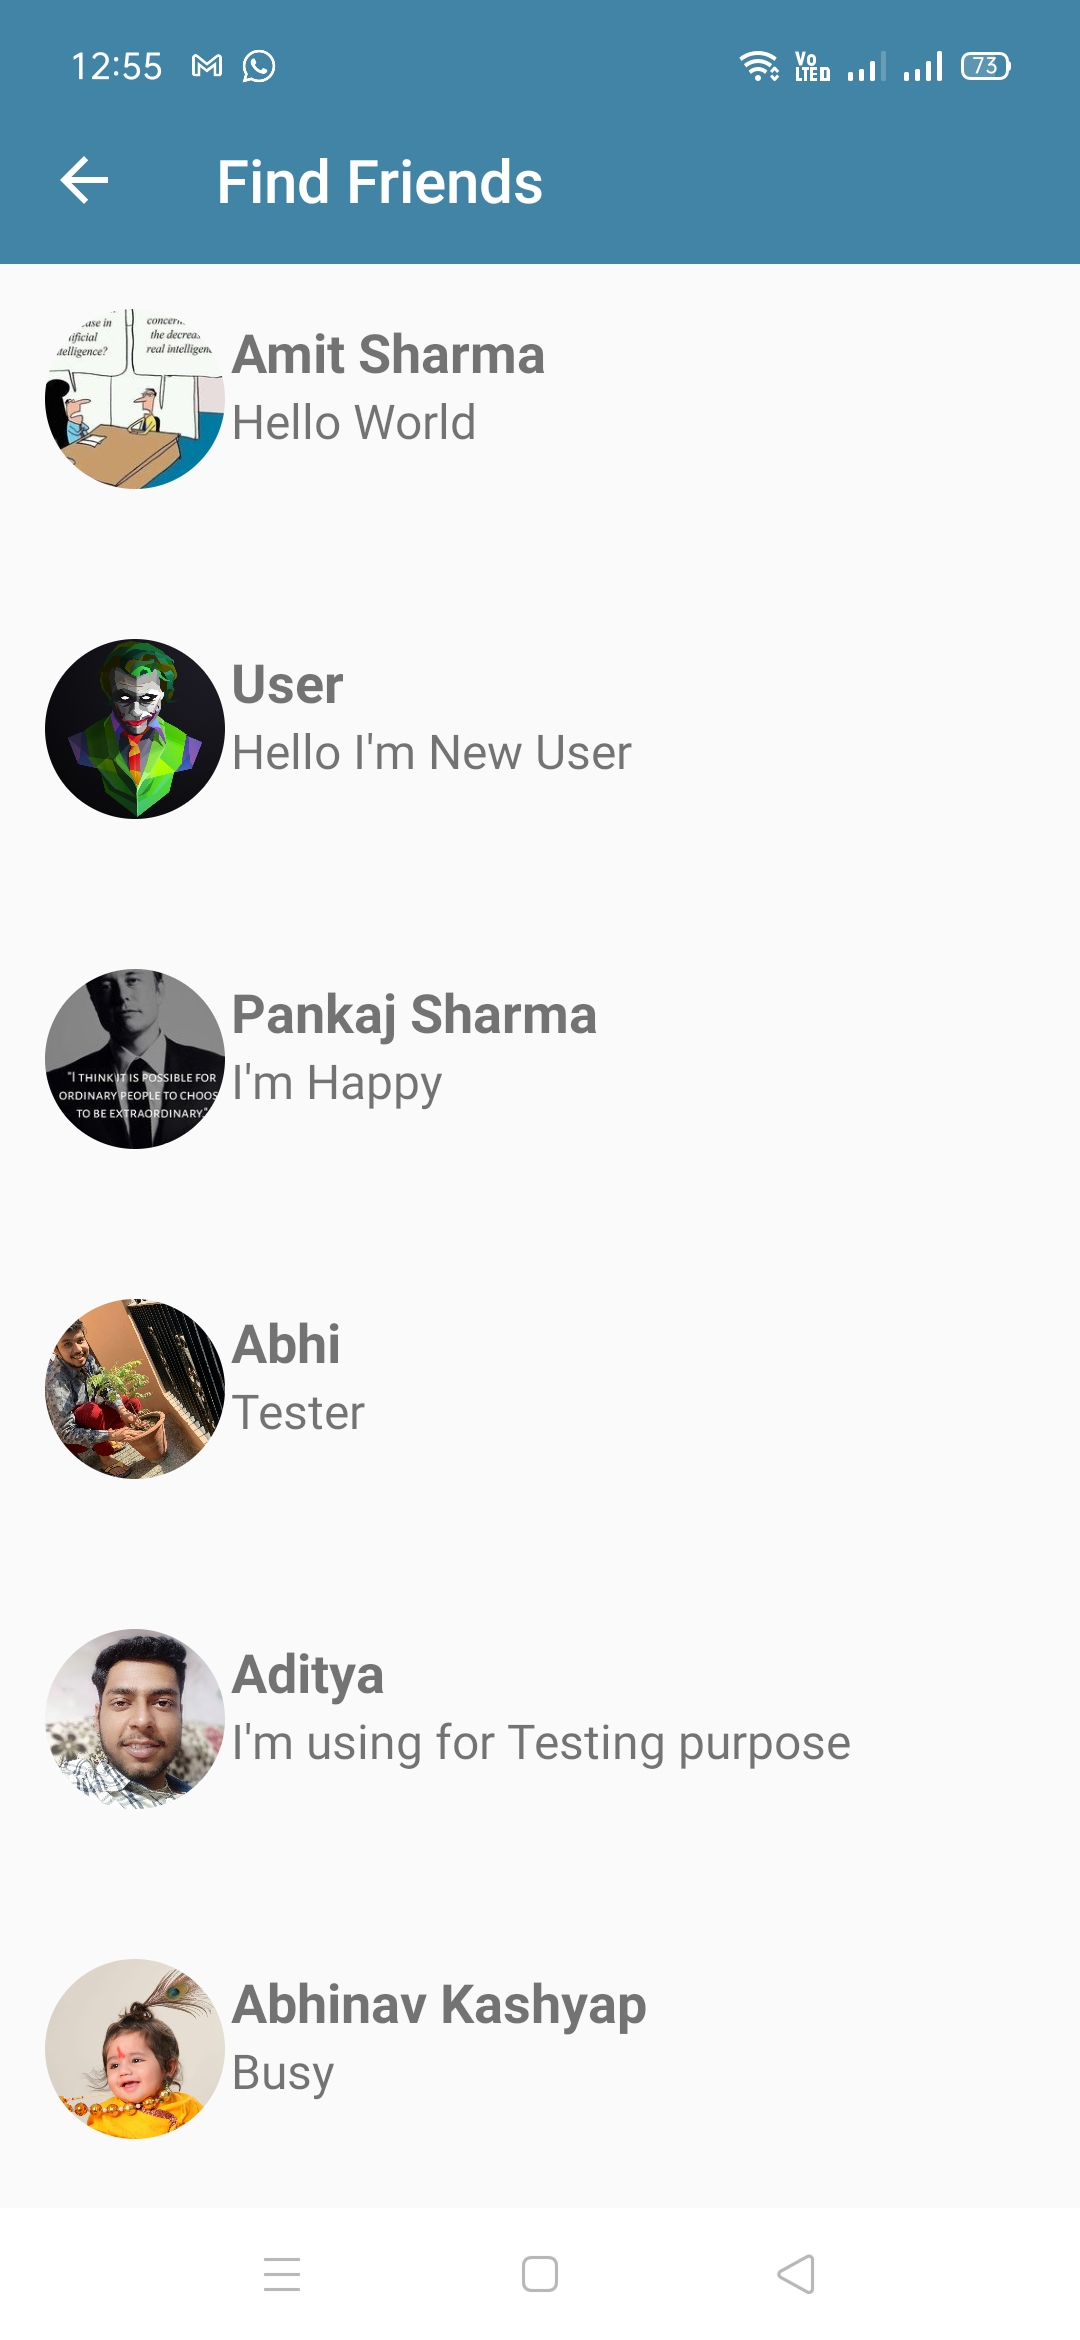 12:55 Vo LTE D 73
Find Friends
ase in
ificial
telligence?
concern
the decrea
real intelligen
Amit Sharma
Hello World
User
Hello I'm New User
Pankaj Sharma
I'm Happy
"I THINK IT IS POSSIBLE FOR
ORDINARY PEOPLE TO CHOOS
TO BE EXTRAORDINARY."
Abhi
Tester
Aditya
I'm using for Testing purpose
Abhinav Kashyap
Busy